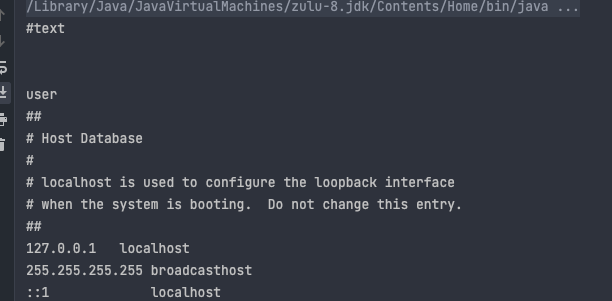 /Library/Java/JavaVirtualMachines/zulu-8.jdk/Contents/Home/bin/java ...
#text
user
##
# Host Database
#
# localhost is used to configure the loopback interface
# when the system is booting.  Do not change this entry.
##
127.0.0.1   localhost
255.255.255.255 broadcasthost
::1             localhost